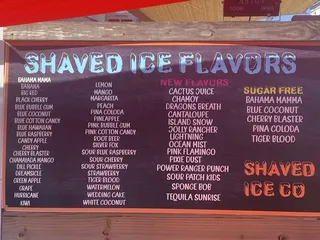 SHAVED ICE FLAVORS
BAHAMA MAMA
BANANA
BIG RED
BLACK CHERRY
BLUE BUBBLE GUM
BLUE COCONUT
BLUE COTTON CANDY
BLUE HAWAIIAN
BLUE RASPBERRY
CANDY APPLE
CHERRY
CHERRY BLASTER
CHAMANGO MANGO
DILL PICKLE
DREAMSICLE
GREEN APPLE
GRAPE
HURRICANE
KIWI
LEMON
MANGO
MARGARITA
PEACH
PINA COLADA
PINEAPPLE
PINK BUBBLE GUM
PINK COTTON CANDY
ROOT BEER
SILVER FOX
SOUR BLUE RASPBERRY
SOUR CHERRY
SOUR STRAWBERRY
STRAWBERRY
TIGER BLOOD
WATERMELON
WEDDING CAKE
WHITE COCONUT
NEW FLAVORS
CACTUS JUICE
CHAMOY
DRAGONS BREATH
CANTALOUPE
ISLAND SNOW
JOLLY RANCHER
LIGHTNING
OCEAN MIST
PINK FLAMINGO
PIXIE DUST
POWER RANGER PUNCH
SOUR PATCH KIDS
SPONGE BOB
TEQUILA SUNRISE
SUGAR FREE
BAHAMA MAMMA
BLUE COCONUT
CHERRY BLASTER
PINA COLODA
TIGER BLOOD
SHAVED
ICE CO